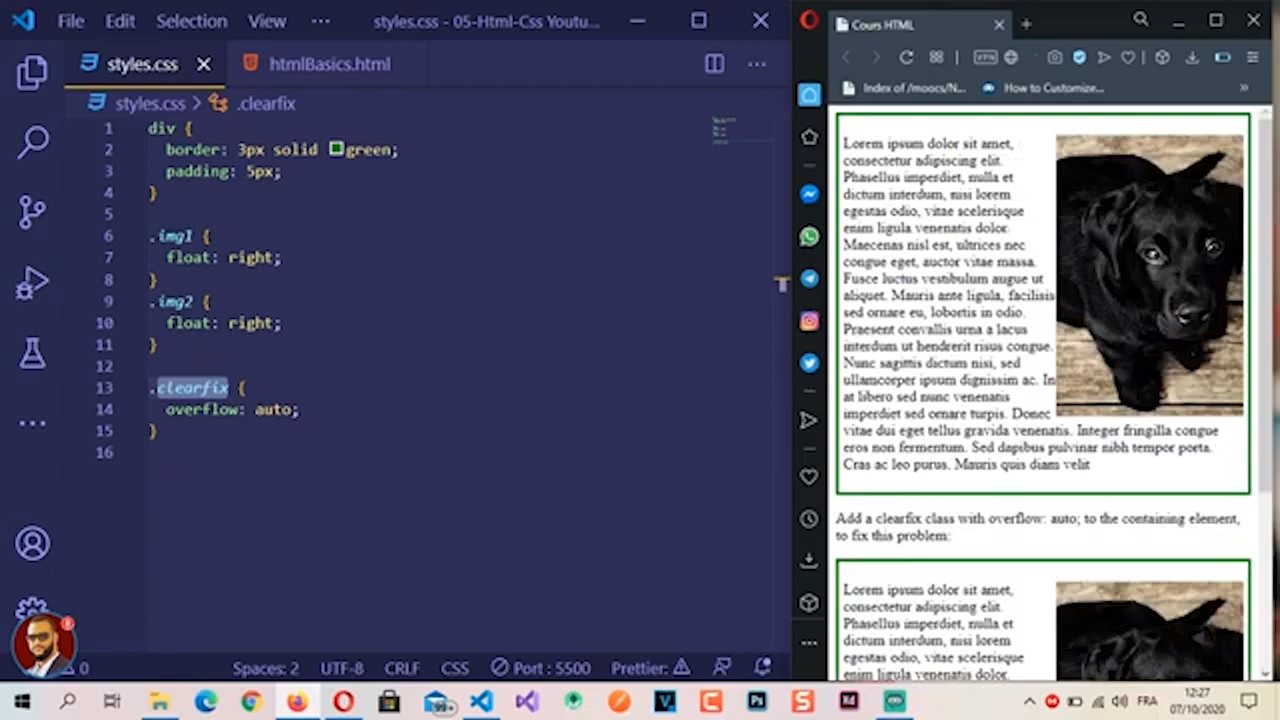 File Edit Selection View ··· styles.css - 05-Html-Css Youtu...
styles.css
htmlBasics.html
styles.css > .clearfix
1 div {
2 border: 3px solid green;
3 padding: 5px;
4 }
5
6 .img1 {
7 float: right;
8 }
9 .img2 {
10 float: right;
11 }
12
13 .clearfix {
14 overflow: auto;
15 }
16
0 Spaces: 2 UTF-8 CRLF CSS Port : 5500 Prettier:
Cours HTML
VPN
Index of /moocs/N... How to Customize...
Lorem ipsum dolor sit amet,
consectetur adipiscing elit.
Phasellus imperdiet, nulla et
dictum interdum, nisi lorem
egestas odio, vitae scelerisque
enim ligula venenatis dolor.
Maecenas nisl est, ultrices nec
congue eget, auctor vitae massa.
Fusce luctus vestibulum augue ut
aliquet. Mauris ante ligula, facilisis
sed ornare eu, lobortis in odio.
Praesent convallis urna a lacus
interdum ut hendrerit risus congue.
Nunc sagittis dictum nisi, sed
ullamcorper ipsum dignissim ac. In
at libero sed nunc venenatis
imperdiet sed ornare turpis. Donec
vitae dui eget tellus gravida venenatis. Integer fringilla congue
eros non fermentum. Sed dapibus pulvinar nibh tempor porta.
Cras ac leo purus. Mauris quis diam velit
Add a clearfix class with overflow: auto; to the containing element,
to fix this problem:
Lorem ipsum dolor sit amet,
consectetur adipiscing elit.
Phasellus imperdiet, nulla et
dictum interdum, nisi lorem
egestas odio, vitae scelerisque
enim ligula venenatis dolor.
99+
Ps
Xd
FRA
12:27
07/10/2020